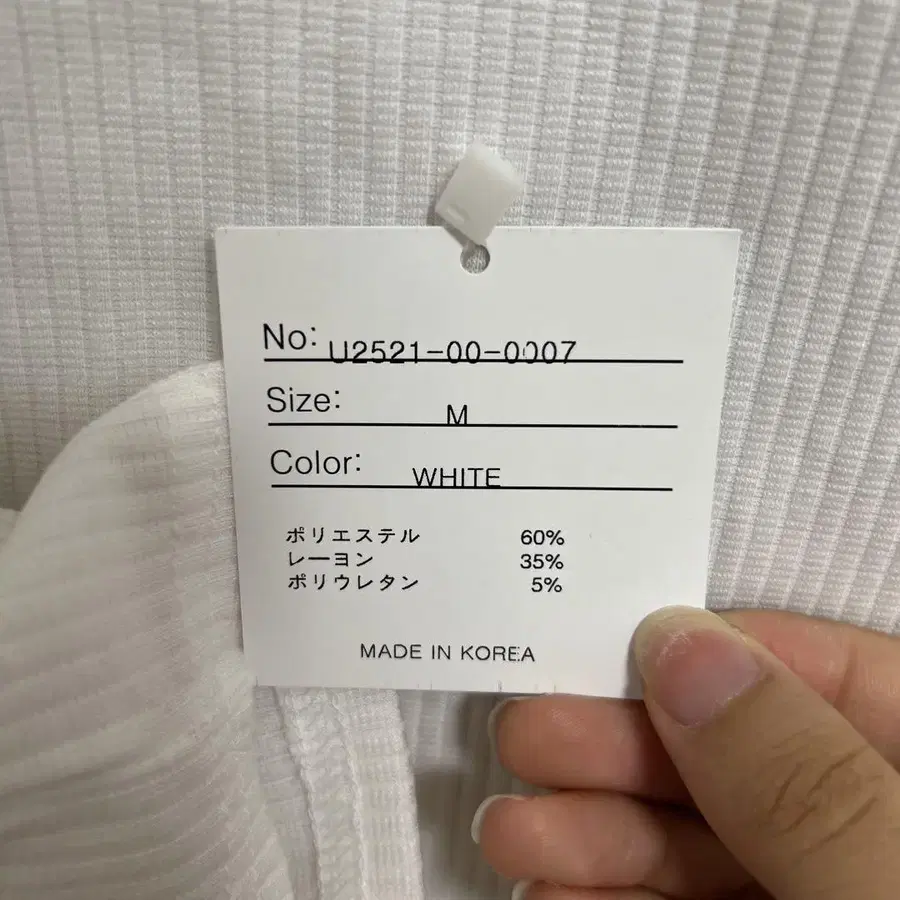 No: U2521-00-0007
Size: M
Color: WHITE
ポリエステル 60%
レーヨン 35%
ポリウレタン 5%
MADE IN KOREA